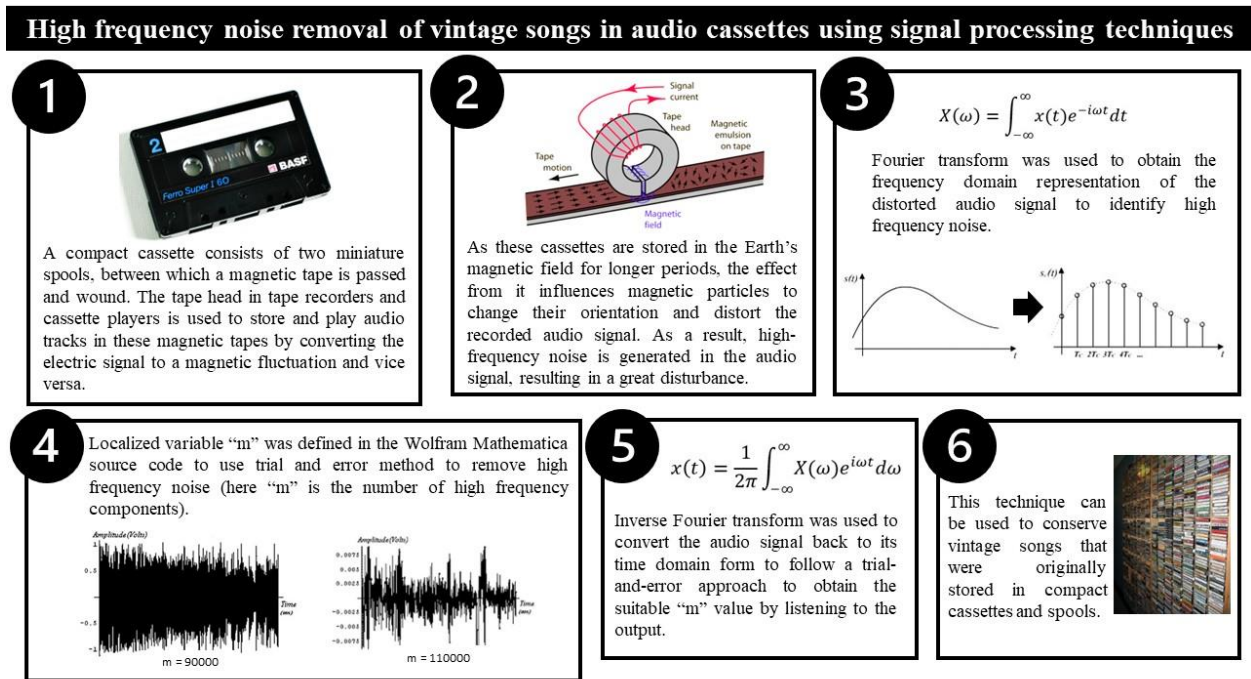 High frequency noise removal of vintage songs in audio cassettes using signal processing techniques
1
2
BASF
Ferro Super I 60
A compact cassette consists of two miniature
spools, between which a magnetic tape is passed
and wound. The tape head in tape recorders and
cassette players is used to store and play audio
tracks in these magnetic tapes by converting the
electric signal to a magnetic fluctuation and vice
versa.
2
Signal
current
Tape
head
Magnetic
emulsion
on tape
Tape
motion
Magnetic
field
As these cassettes are stored in the Earth's
magnetic field for longer periods, the effect
from it influences magnetic particles to
change their orientation and distort the
recorded audio signal. As a result, high-
frequency noise is generated in the audio
signal, resulting in a great disturbance.
3
X(ω) = ∫_{-∞}^{∞} x(t)e^{-iωt}dt
Fourier transform was used to obtain the
frequency domain representation of the
distorted audio signal to identify high
frequency noise.
s(t)
t
t
4
Localized variable "m" was defined in the Wolfram Mathematica
source code to use trial and error method to remove high
frequency noise (here "m" is the number of high frequency
components).
Amplitude(Volts)
1
0.5
-0.5
-1
Time
(ms)
m = 90000
Amplitude(Volts)
0.0075
0.005
0.0025
-0.0025
-0.005
-0.0075
Time
(ms)
m = 110000
5
x(t) = 1/2π ∫_{-∞}^{∞} X(ω)e^{iωt}dω
Inverse Fourier transform was used to
convert the audio signal back to its
time domain form to follow a trial-
and-error approach to obtain the
suitable "m" value by listening to the
output.
6
This technique can
be used to conserve
vintage songs that
were originally
stored in compact
cassettes and spools.